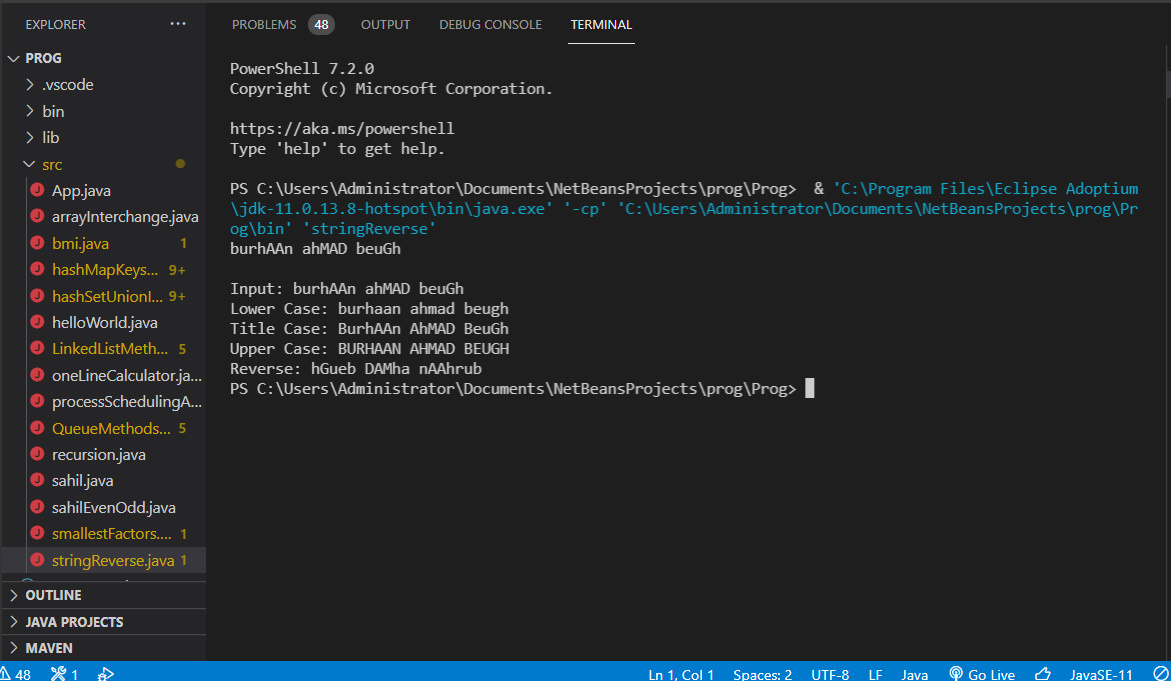 EXPLORER ...
PROG
.vscode
bin
lib
src
App.java
arrayInterchange.java
bmi.java 1
hashMapKeys... 9+
hashSetUnionI... 9+
helloWorld.java
LinkedListMeth... 5
oneLineCalculator.ja...
processSchedulingA...
QueueMethods... 5
recursion.java
sahil.java
sahilEvenOdd.java
smallestFactors.... 1
stringReverse.java 1
OUTLINE
JAVA PROJECTS
MAVEN
PROBLEMS 48 OUTPUT DEBUG CONSOLE TERMINAL
PowerShell 7.2.0
Copyright (c) Microsoft Corporation.
https://aka.ms/powershell
Type 'help' to get help.
PS C:\Users\Administrator\Documents\NetBeansProjects\prog\Prog>  & 'C:\Program Files\Eclipse Adoptium
\jdk-11.0.13.8-hotspot\bin\java.exe' '-cp' 'C:\Users\Administrator\Documents\NetBeansProjects\prog\Pr
og\bin' 'stringReverse'
burhAAn ahMAD beuGh
Input: burhAAn ahMAD beuGh
Lower Case: burhaan ahmad beugh
Title Case: BurhAAn AhMAD BeuGh
Upper Case: BURHAAN AHMAD BEUGH
Reverse: hGueb DAMha nAAhrub
PS C:\Users\Administrator\Documents\NetBeansProjects\prog\Prog>
48 1 Ln 1, Col 1 Spaces: 2 UTF-8 LF Java Go Live JavaSE-11